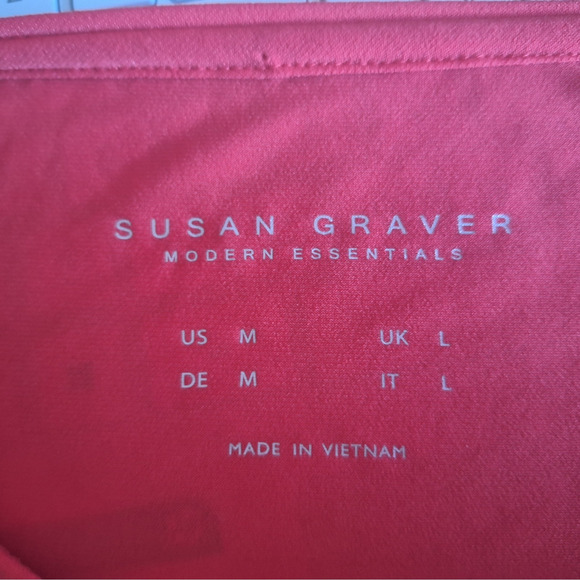 SUSAN GRAVER
MODERN ESSENTIALS
US M UK L
DE M IT L
MADE IN VIETNAM